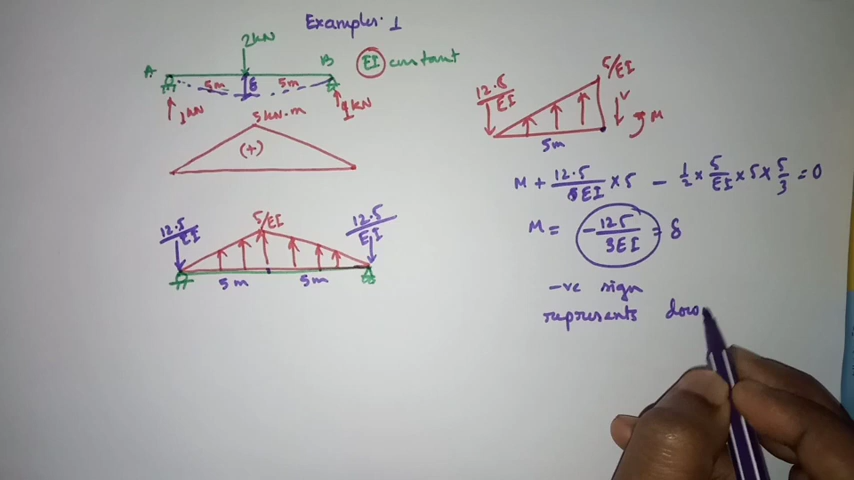 Examples. 1
2kN
A
B
EI constant
5m
δ
5m
1kN
1kN
5kN.m
(+)
12.5/EI
5/EI
12.5/EI
5m
5m
12.5/EI
5/EI
V
M
5m
M + 12.5/EI × 5 - 1/2 × 5/EI × 5 × 5/3 = 0
M = -125/3EI = δ
-ve sign
represents dow